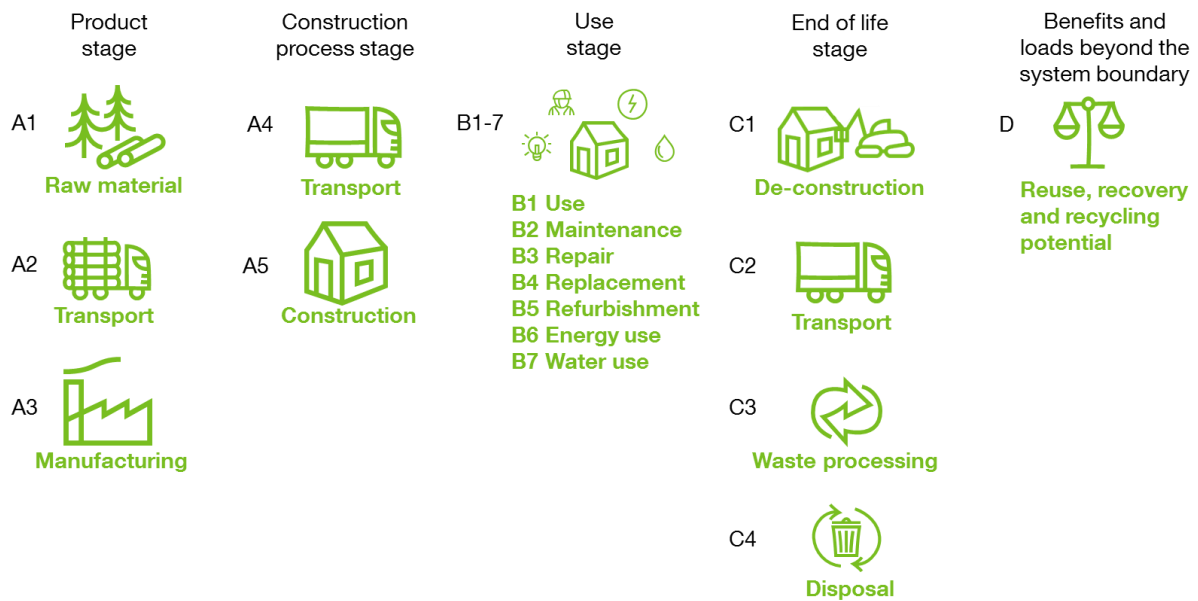 Product
stage
A1
Raw material
A2
Transport
A3
Manufacturing
Construction
process stage
A4
Transport
A5
Construction
Use
stage
B1-7
B1 Use
B2 Maintenance
B3 Repair
B4 Replacement
B5 Refurbishment
B6 Energy use
B7 Water use
End of life
stage
C1
De-construction
C2
Transport
C3
Waste processing
C4
Disposal
Benefits and
loads beyond the
system boundary
D
Reuse, recovery
and recycling
potential